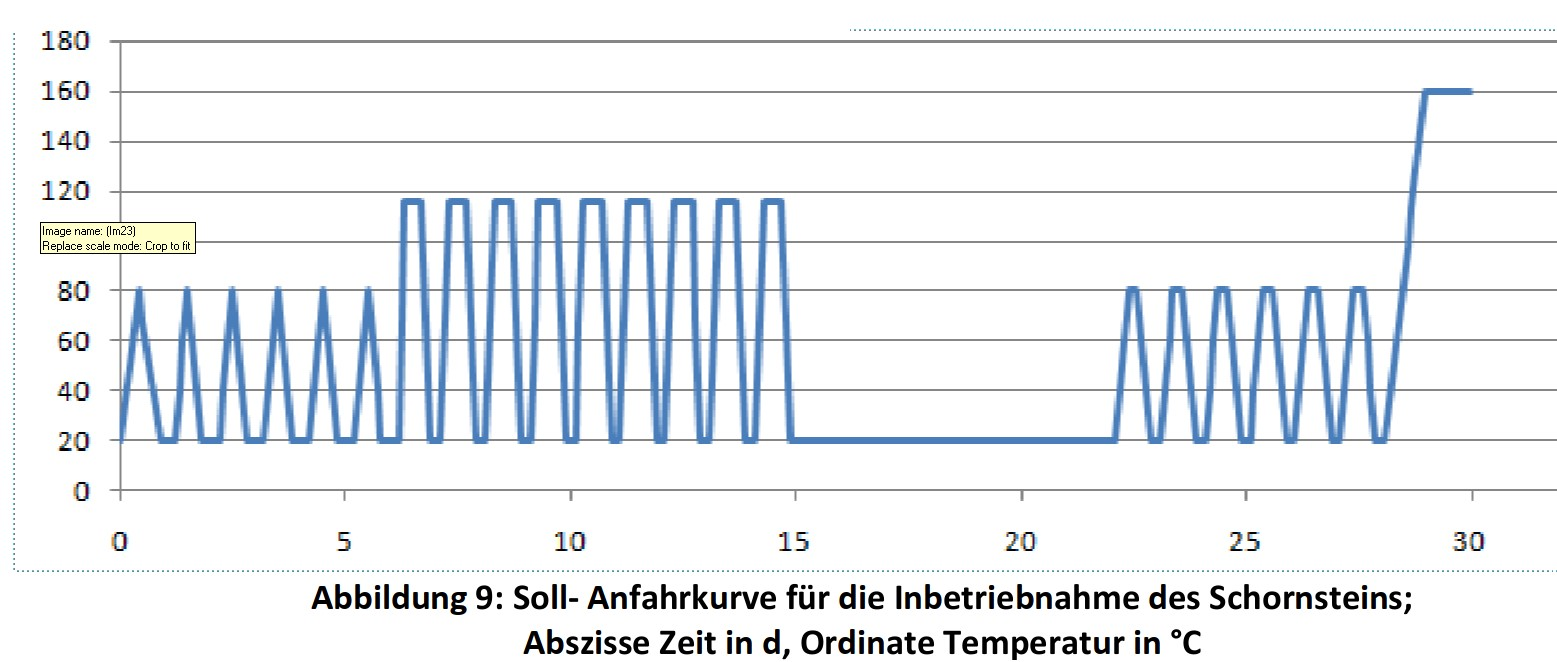 180
160
140
120
Image name: (Im23)
Replace scale mode: Crop to fit
80
60
40
20
0
0 5 10 15 20 25 30
Abbildung 9: Soll- Anfahrkurve für die Inbetriebnahme des Schornsteins;
Abszisse Zeit in d, Ordinate Temperatur in °C